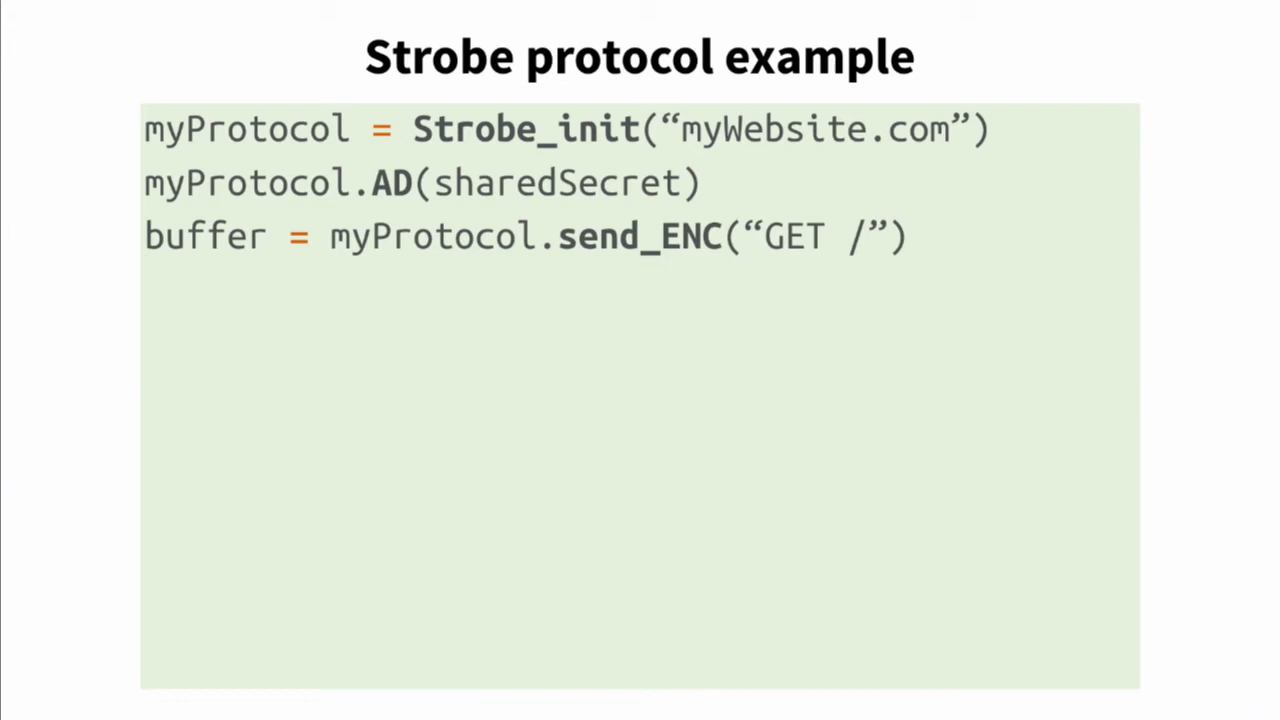 Strobe protocol example
myProtocol = Strobe_init(“myWebsite.com”)
myProtocol.AD(sharedSecret)
buffer = myProtocol.send_ENC(“GET /”)